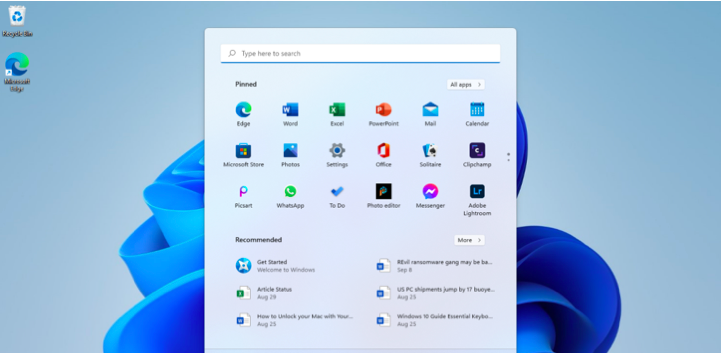 Recycle Bin
Microsoft
Edge
Type here to search
Pinned
All apps >
Edge
Word
Excel
PowerPoint
Mail
Calendar
Microsoft Store
Photos
Settings
Office
Solitaire
Clipchamp
Picsart
WhatsApp
To Do
Photo editor
Messenger
Adobe
Lightroom
Recommended
More >
Get Started
Welcome to Windows
REvil ransomware gang may be ba...
Sep 8
Article Status
Aug 29
US PC shipments jump by 17 buoye...
Aug 25
How to Unlock your Mac with Your...
Aug 25
Windows 10 Guide Essential Keybo...
Aug 25